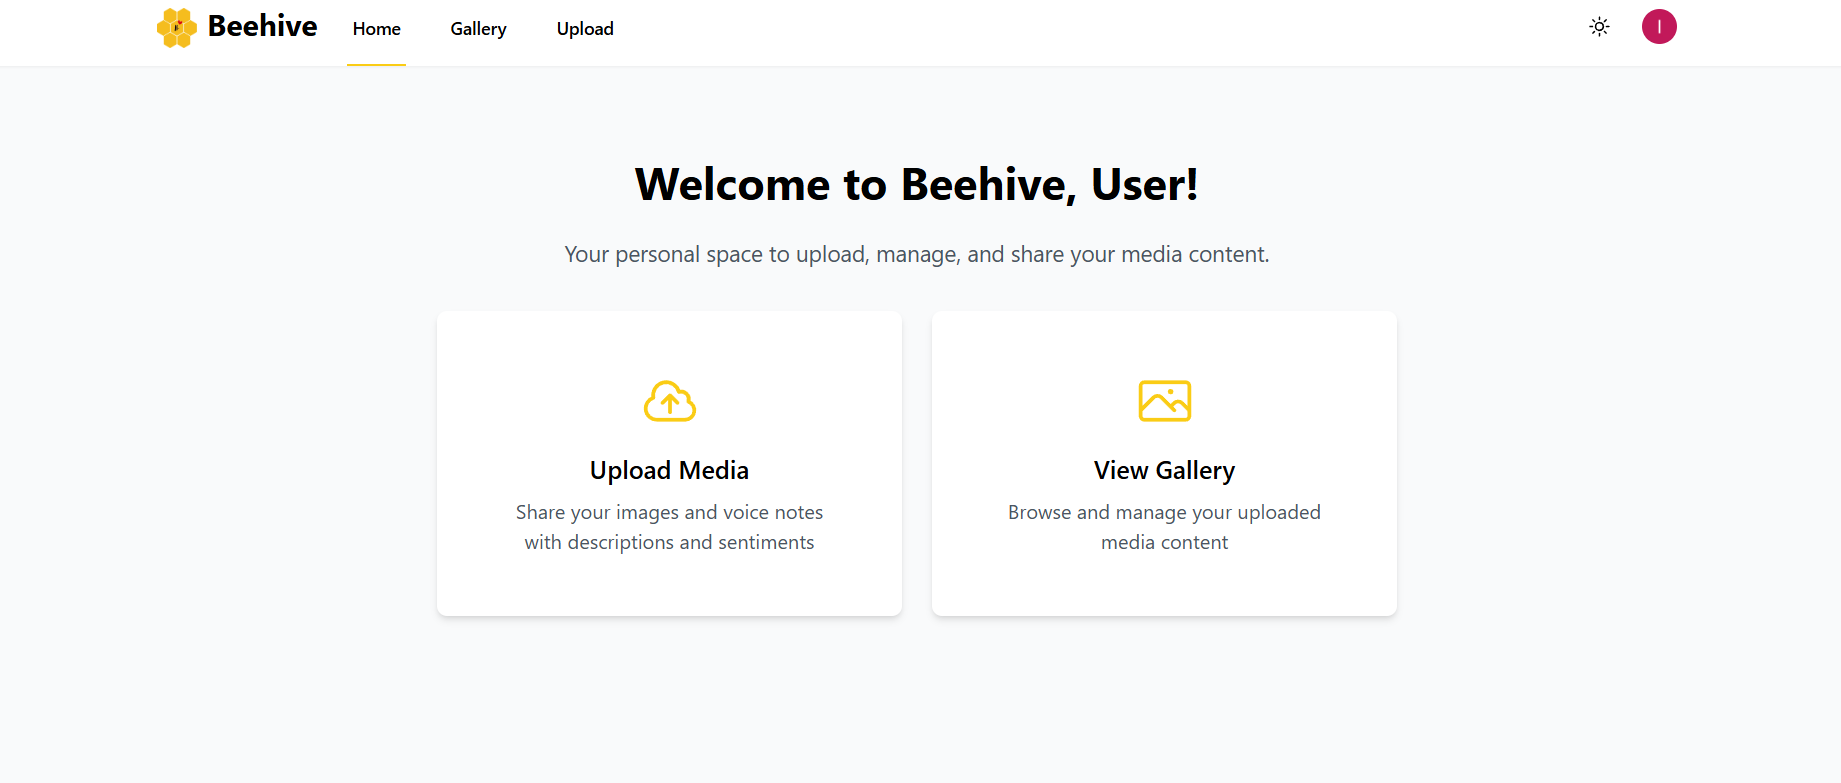 Beehive
Home
Gallery
Upload
I
Welcome to Beehive, User!
Your personal space to upload, manage, and share your media content.
Upload Media
Share your images and voice notes
with descriptions and sentiments
View Gallery
Browse and manage your uploaded
media content